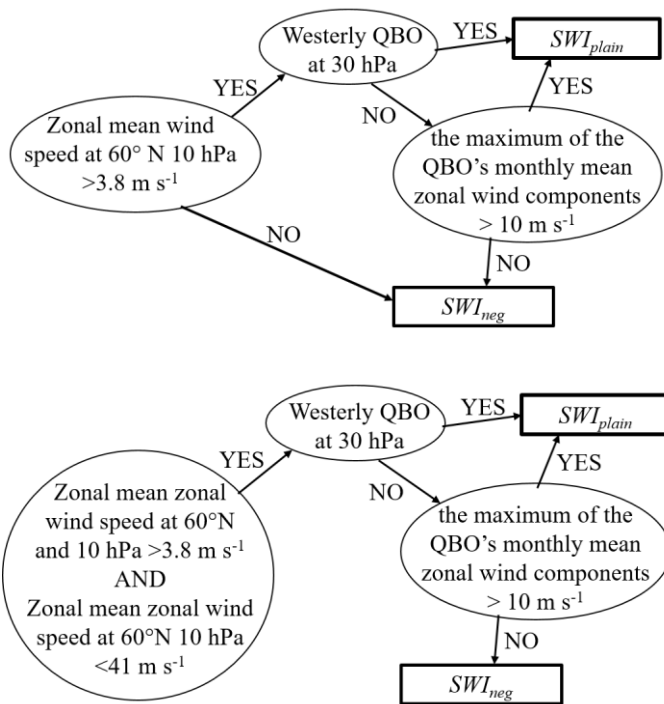 Westerly QBO
at 30 hPa
YES
SWIplain
YES
YES
NO
Zonal mean wind
speed at 60° N 10 hPa
>3.8 m s-1
the maximum of the
QBO's monthly mean
zonal wind components
> 10 m s-1
NO
NO
SWIneg
Westerly QBO
at 30 hPa
YES
SWIplain
YES
YES
NO
Zonal mean zonal
wind speed at 60°N
and 10 hPa >3.8 m s-1
AND
Zonal mean zonal wind
speed at 60°N 10 hPa
<41 m s-1
the maximum of the
QBO's monthly mean
zonal wind components
> 10 m s-1
NO
SWIneg